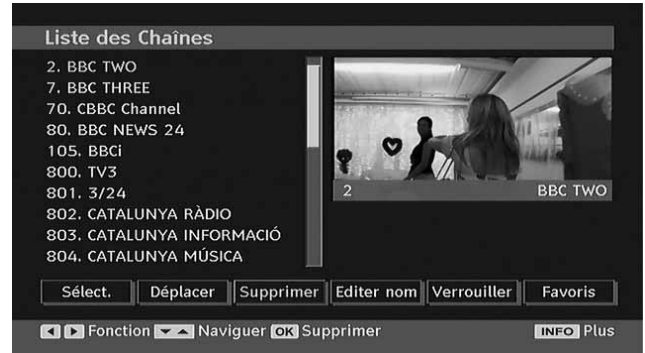 Liste des Chaînes
2. BBC TWO
7. BBC THREE
70. CBBC Channel
80. BBC NEWS 24
105. BBCi
800. TV3
801. 3/24
802. CATALUNYA RÀDIO
803. CATALUNYA INFORMACIÓ
804. CATALUNYA MÚSICA
2 BBC TWO
Sélect. Déplacer Supprimer Editer nom Verrouiller Favoris
Fonction Naviguer OK Supprimer INFO Plus